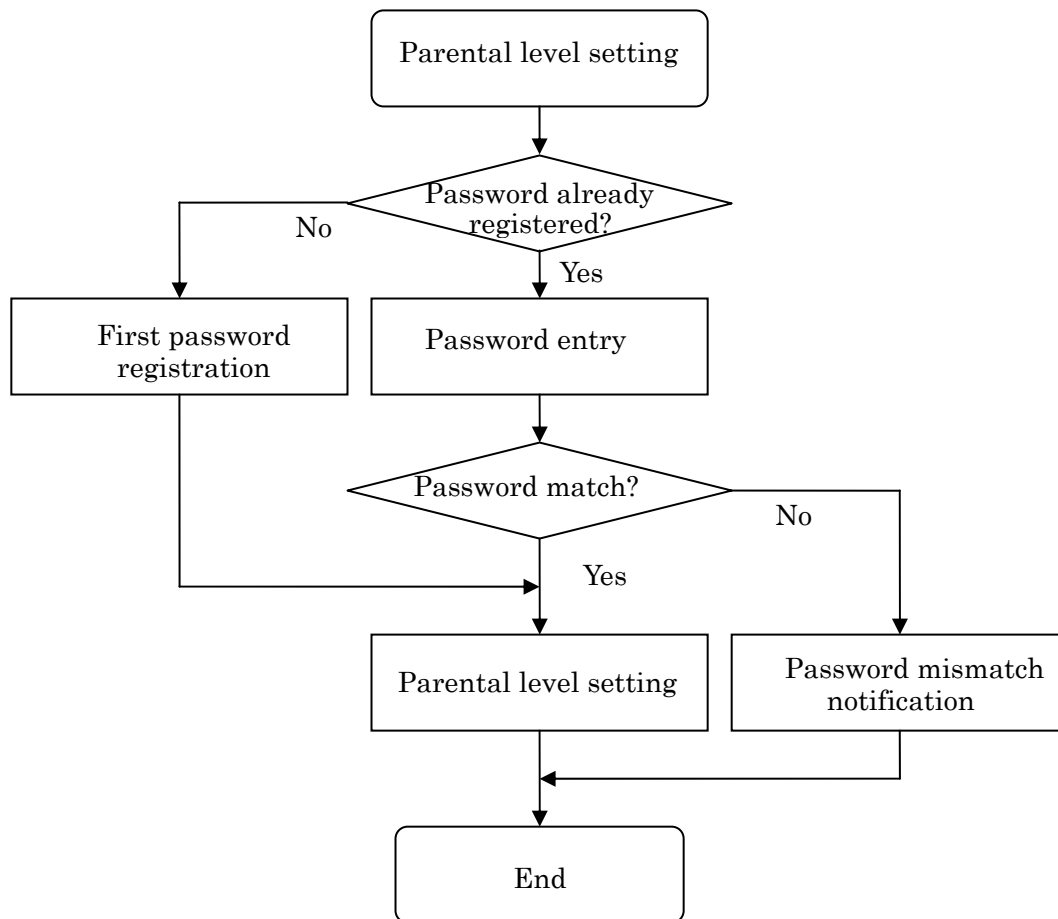 Parental level setting
Password already
registered?
No
Yes
First password
registration
Password entry
Password match?
No
Yes
Parental level setting
Password mismatch
notification
End